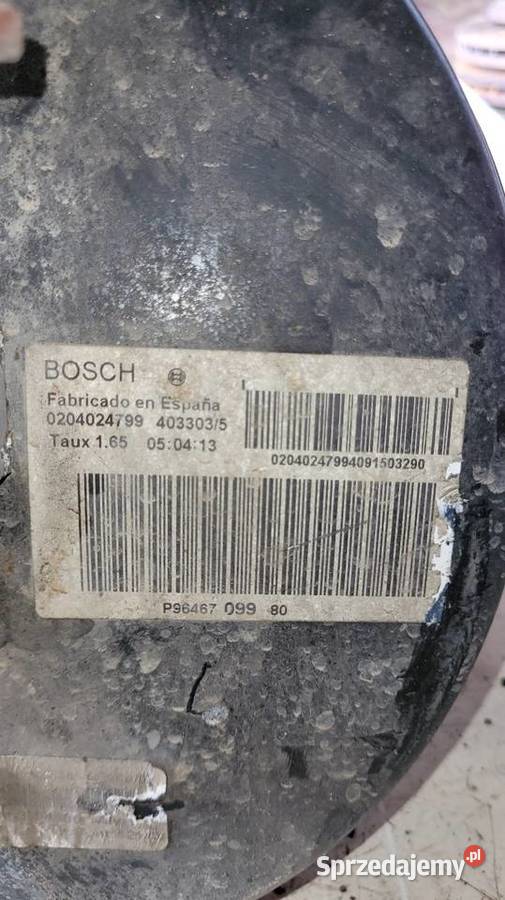 BOSCH
Fabricado en España
0204024799 403303/5
Taux 1.65 05:04:13
02040247994091503290
P96467 099 80
Sprzedajemy.pl